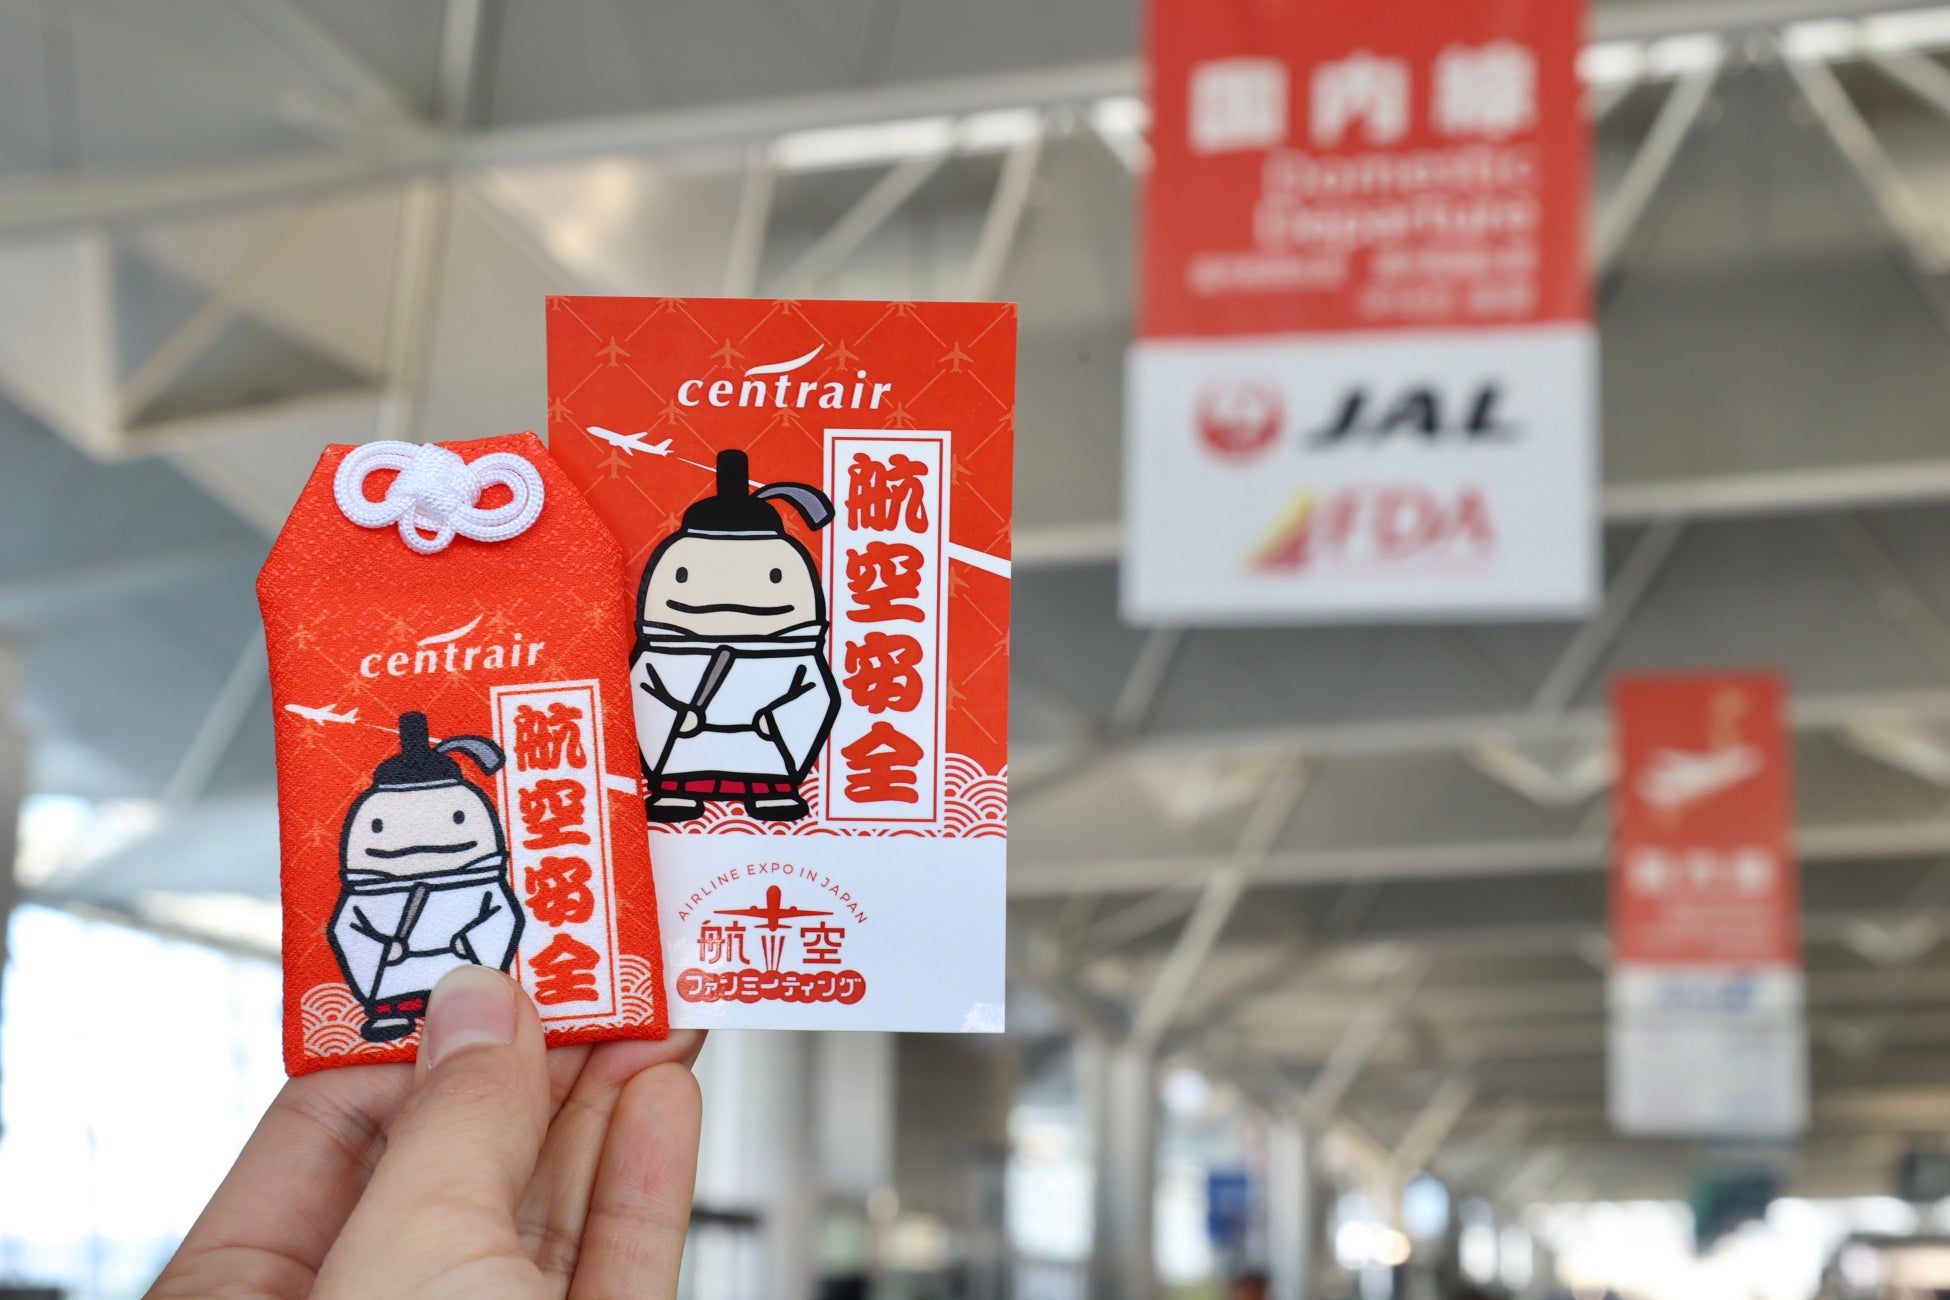 centrair
航空安全
centrair
航空安全
AIRLINE EXPO IN JAPAN
航空
ファンミーティング
国内線
Domestic
Departure
JAL
FDA